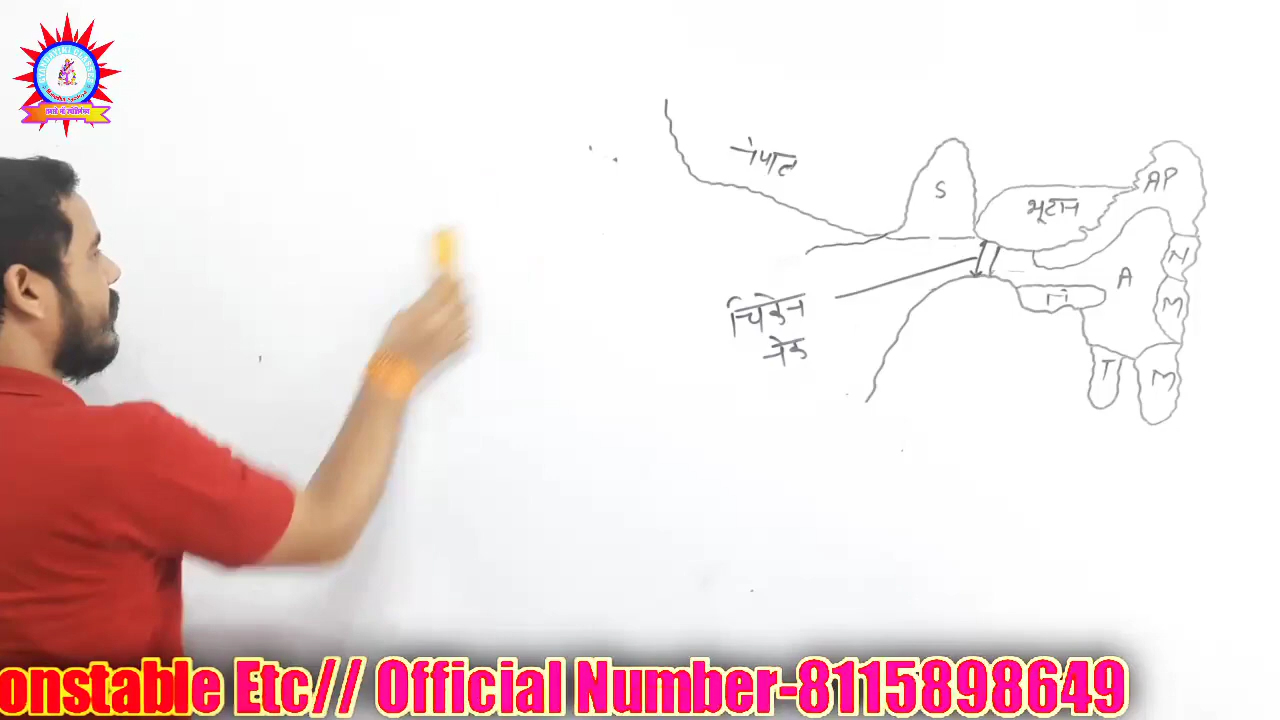 नेपाल
S
भूटान
AP
N
A
M
चिकेन
नेक
T
M
onstable Etc// Official Number-8115898649